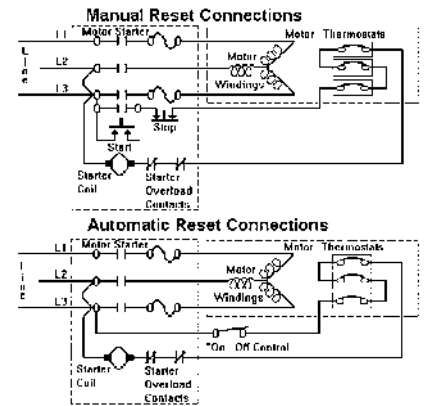 Manual Reset Connections
L1 Motor Starter Motor Thermostats
Line
L2 Motor
Windings
L3
Stop
Start
Starter
Coil
Starter
Overload
Contacts
Automatic Reset Connections
L1 Motor Starter Motor Thermostats
Line
L2 Motor
Windings
L3
"On Off Control
Starter
Coil
Starter
Overload
Contacts